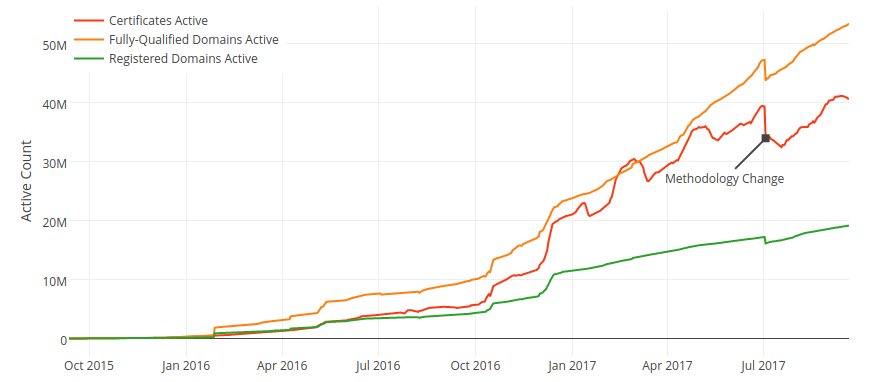 Certificates Active
Fully-Qualified Domains Active
Registered Domains Active
50M
40M
30M
20M
10M
0
Active Count
Methodology Change
Oct 2015 Jan 2016 Apr 2016 Jul 2016 Oct 2016 Jan 2017 Apr 2017 Jul 2017